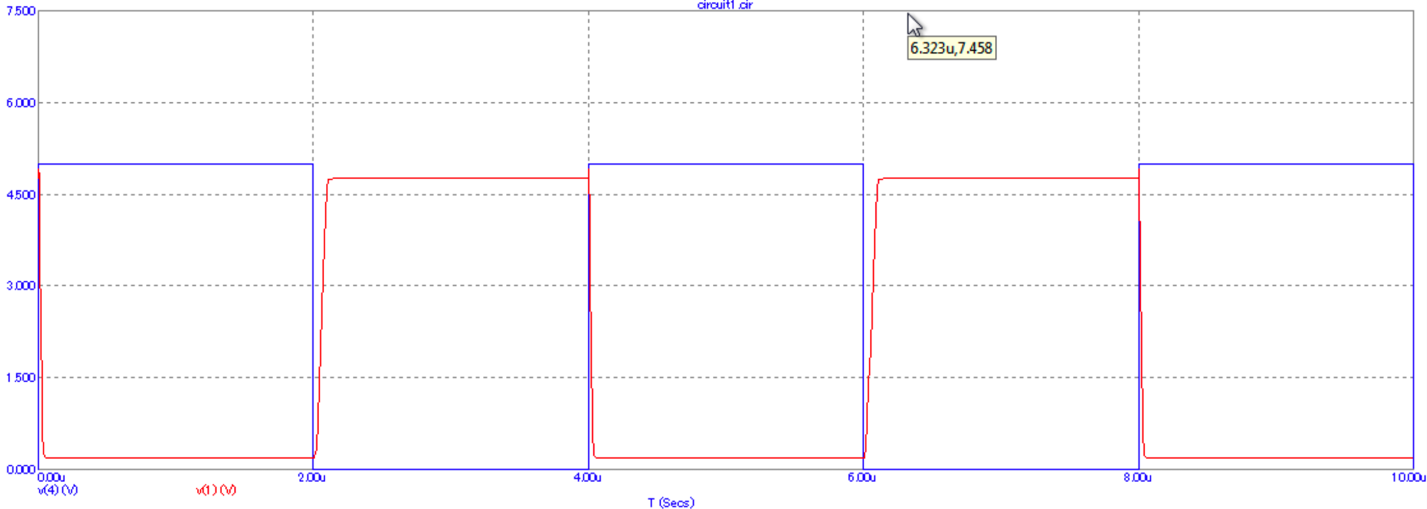 circuit1.cir
7.500
6.323u,7.458
6.000
4.500
3.000
1.500
0.000
0.00u 2.00u 4.00u 6.00u 8.00u 10.00u
v(4) (V) v(1) (V)
T (Secs)